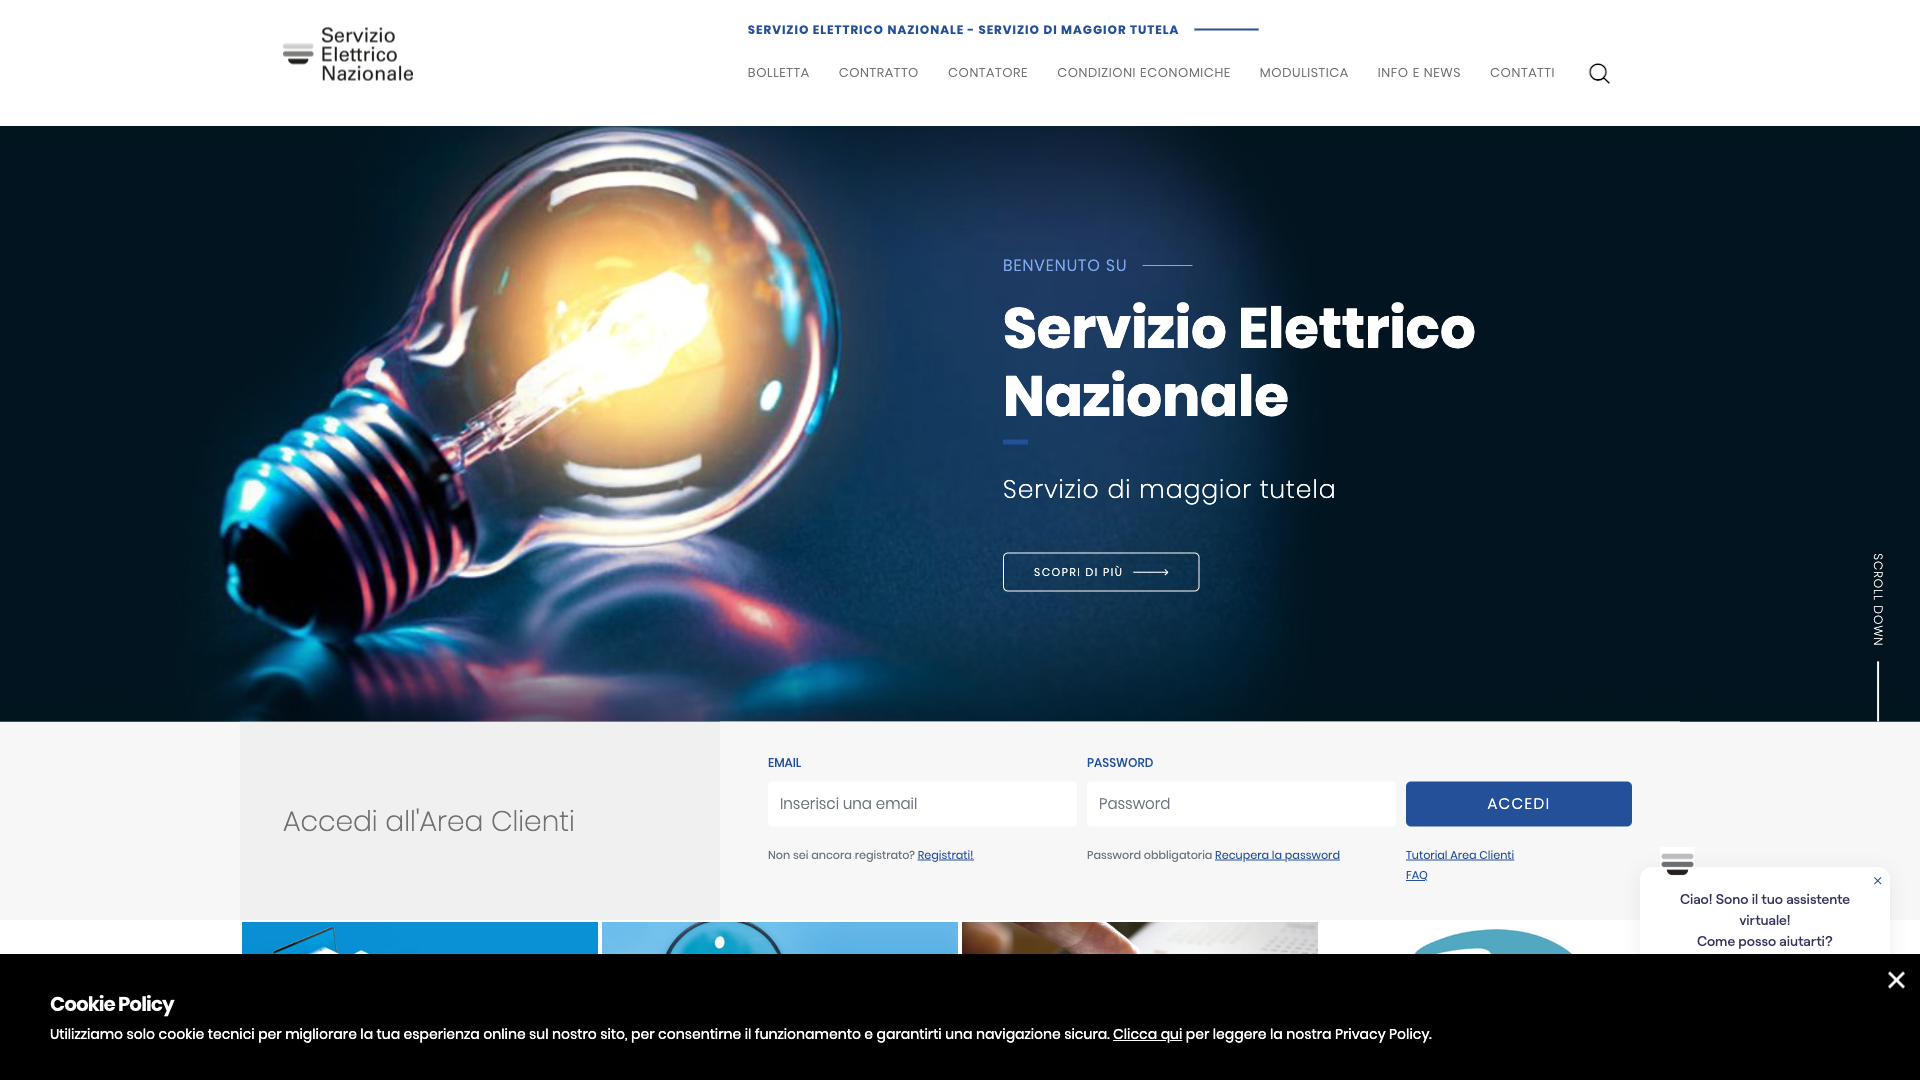 Servizio
Elettrico
Nazionale
SERVIZIO ELETTRICO NAZIONALE - SERVIZIO DI MAGGIOR TUTELA
BOLLETTA CONTRATTO CONTATORE CONDIZIONI ECONOMICHE MODULISTICA INFO E NEWS CONTATTI
BENVENUTO SU
Servizio Elettrico
Nazionale
Servizio di maggior tutela
SCOPRI DI PIÙ
SCROLL DOWN
Accedi all'Area Clienti
EMAIL PASSWORD
Inserisci una email Password ACCEDI
Non sei ancora registrato? Registrati! Password obbligatoria Recupera la password Tutorial Area Clienti
FAQ
Ciao! Sono il tuo assistente
virtuale!
Come posso aiutarti?
Cookie Policy
Utilizziamo solo cookie tecnici per migliorare la tua esperienza online sul nostro sito, per consentirne il funzionamento e garantirti una navigazione sicura. Clicca qui per leggere la nostra Privacy Policy.